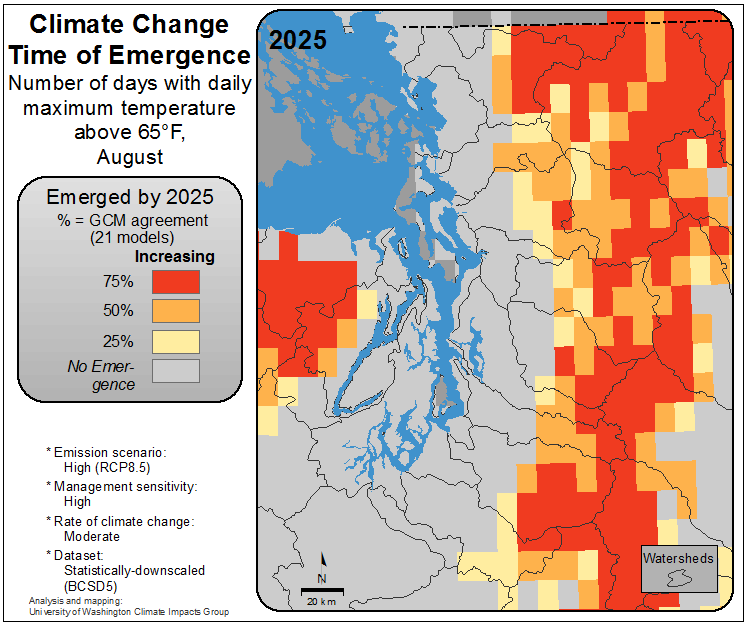 Climate Change
Time of Emergence
Number of days with daily
maximum temperature
above 65°F,
August
Emerged by 2025
% = GCM agreement
(21 models)
Increasing
75%
50%
25%
No Emer-
gence
* Emission scenario:
High (RCP8.5)
* Management sensitivity:
High
* Rate of climate change:
Moderate
* Dataset:
Statistically-downscaled
(BCSD5)
Analysis and mapping:
University of Washington Climate Impacts Group
2025
N
20 km
Watersheds